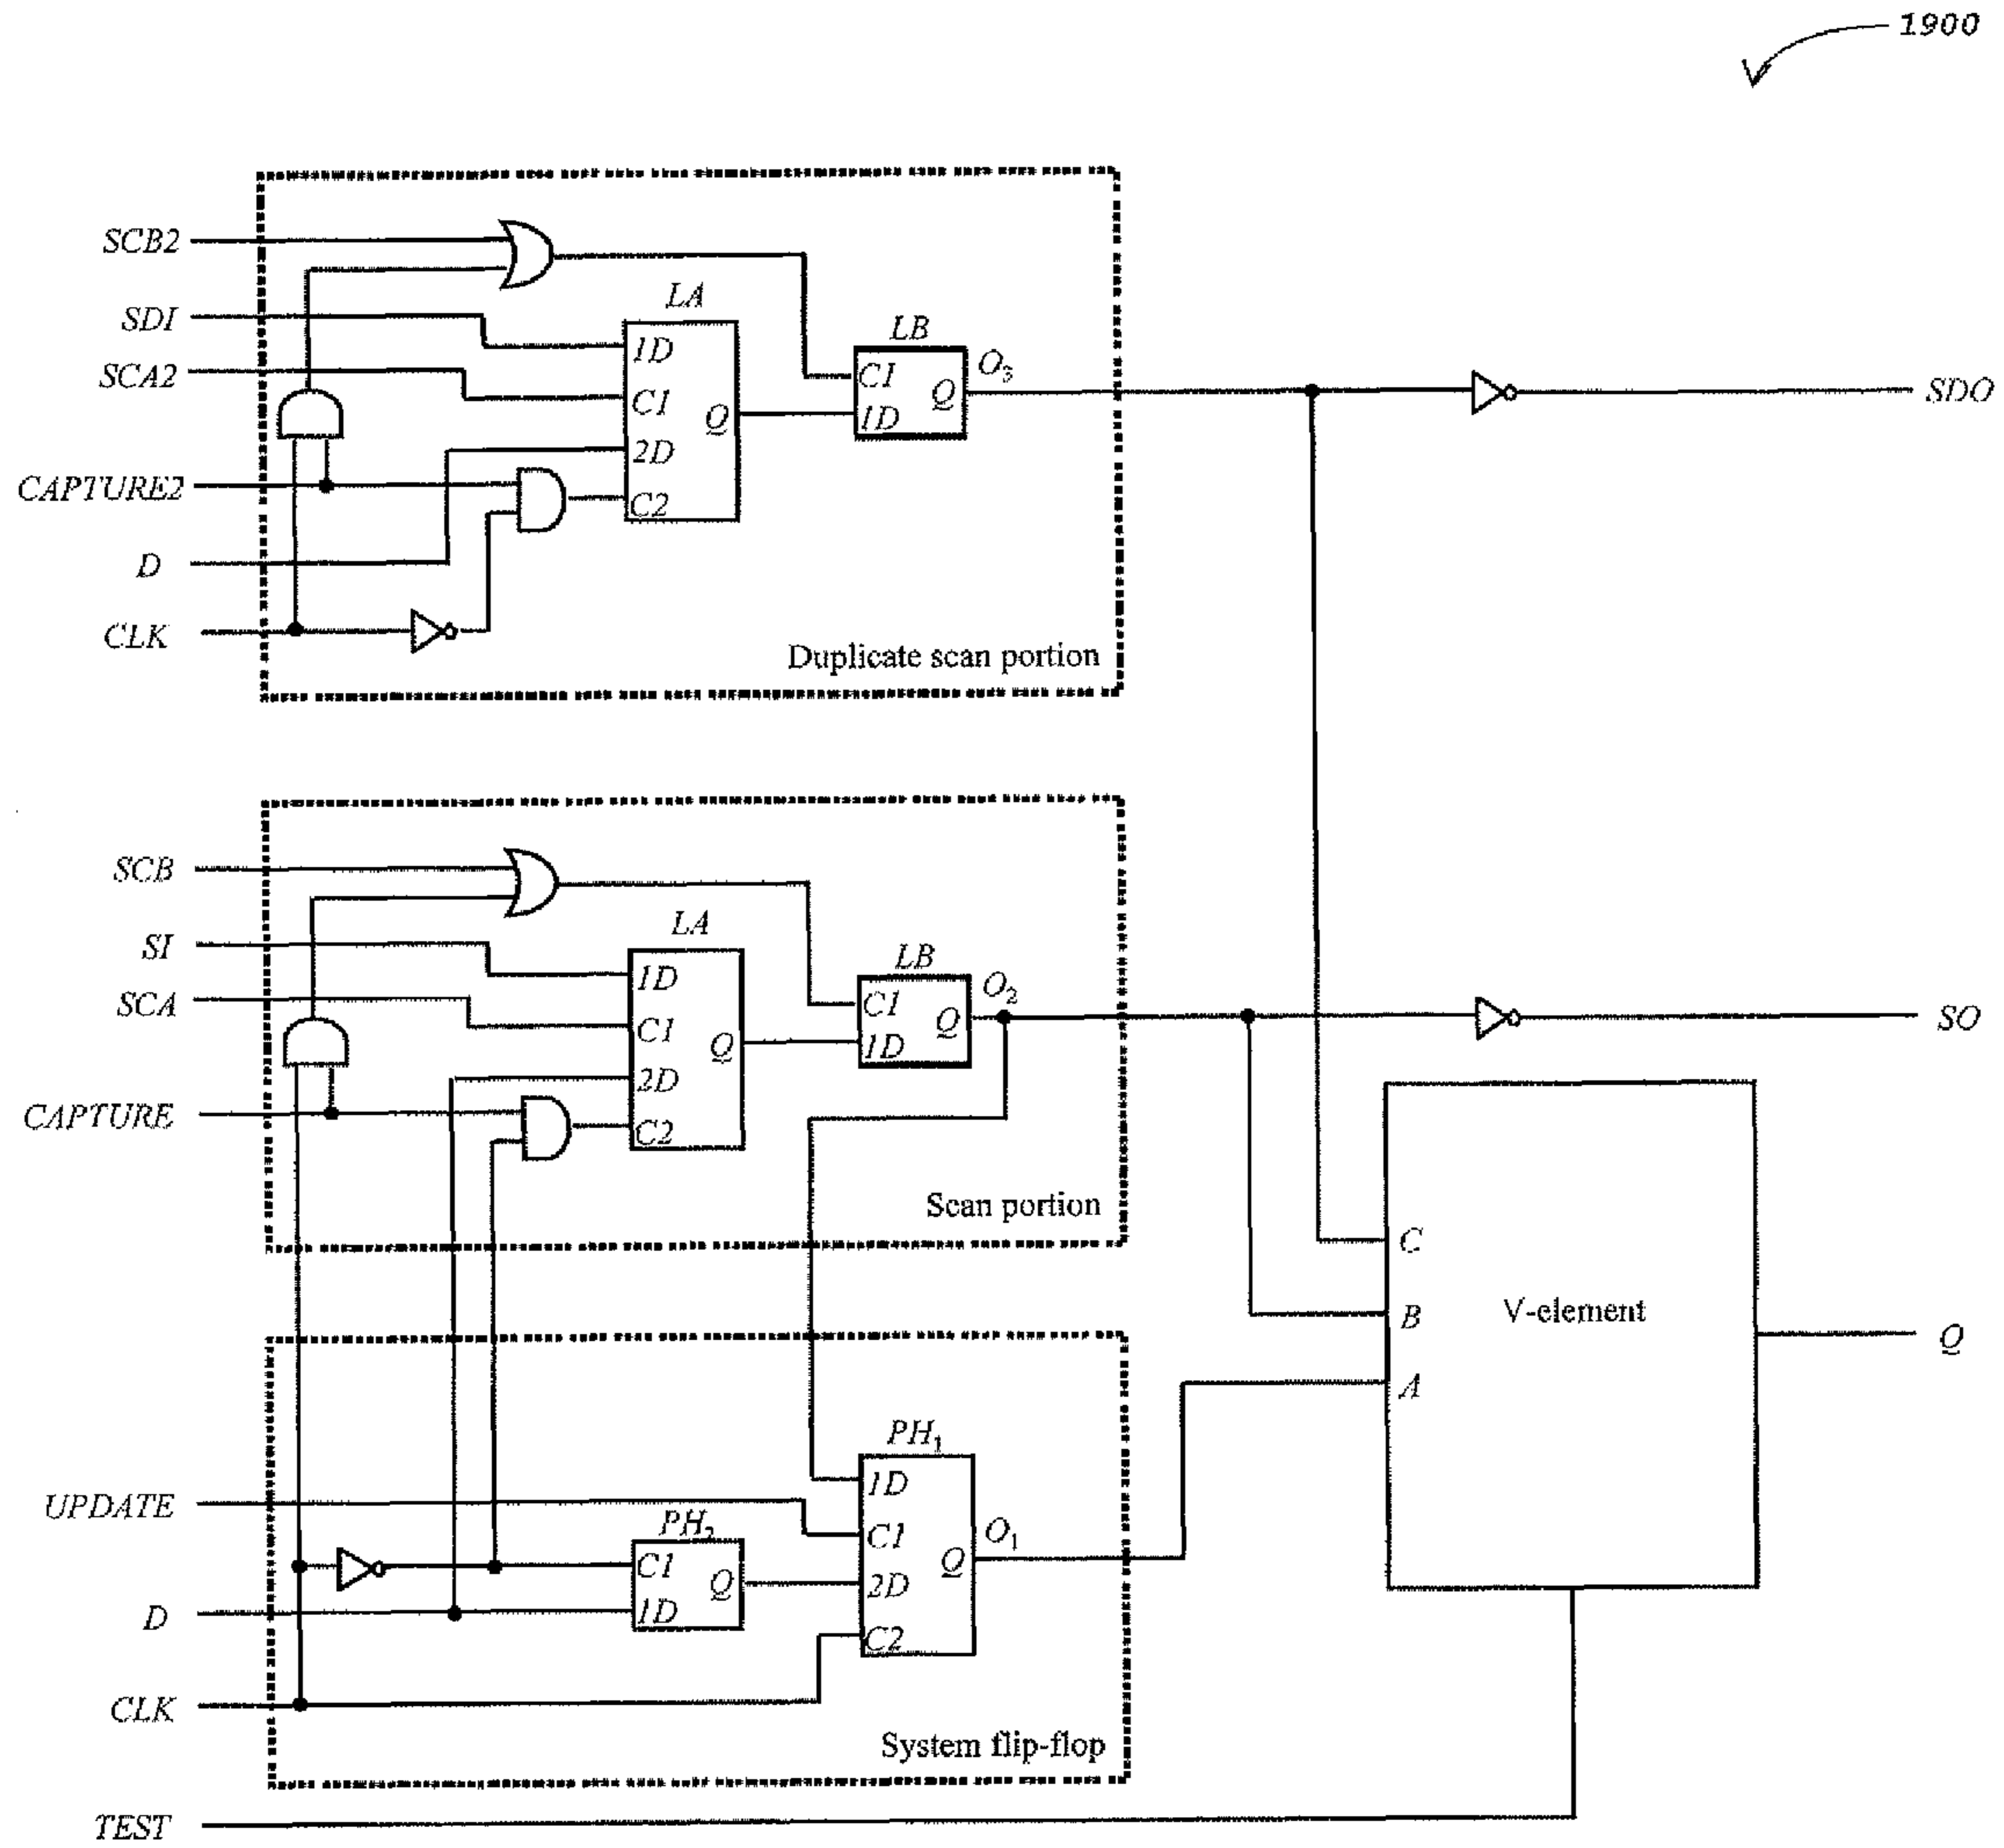 1900
SCB2
LA
SDI
LB
1D
O3
SCA2
C1
C1
Q
SDO
Q
1D
2D
CAPTURE2
C2
D
CLK
Duplicate scan portion
SCB
LA
SI
LB
1D
O2
SCA
C1
C1
Q
SO
Q
1D
2D
CAPTURE
C2
Scan portion
C
V-element
B
Q
A
PH1
1D
UPDATE
PH2
C1
O1
C1
Q
Q
2D
D
1D
C2
CLK
System flip-flop
TEST